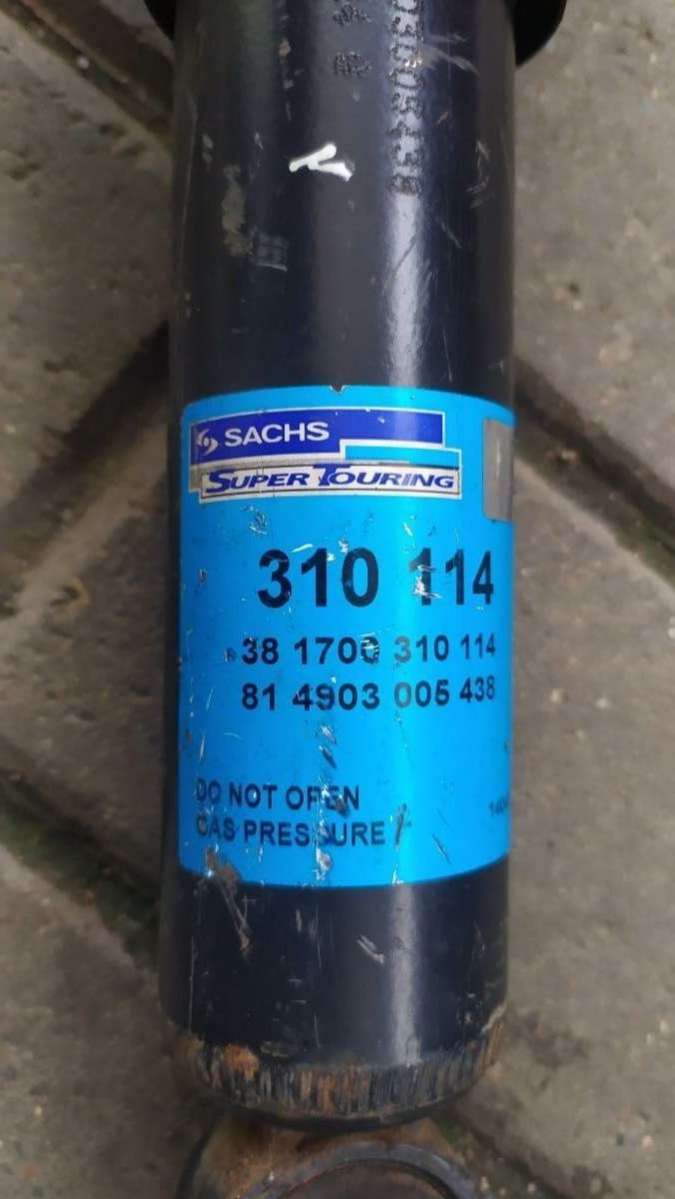 SACHS
SUPER TOURING
310 114
38 1700 310 114
81 4903 005 438
DO NOT OPEN
GAS PRESSURE